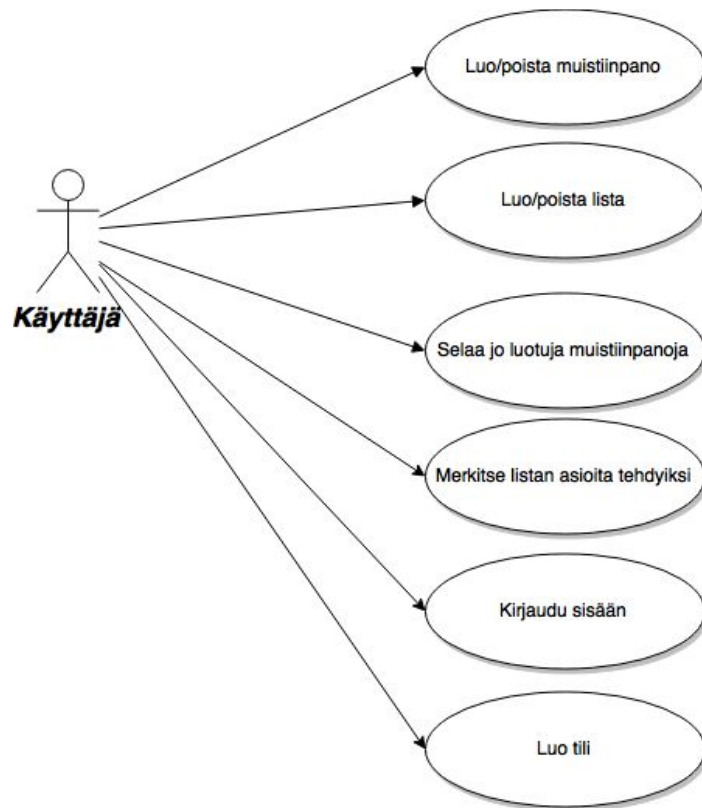 Luo/poista muistiinpano
Luo/poista lista
Käyttäjä
Selaa jo luotuja muistiinpanoja
Merkitse listan asioita tehdyiksi
Kirjaudu sisään
Luo tili